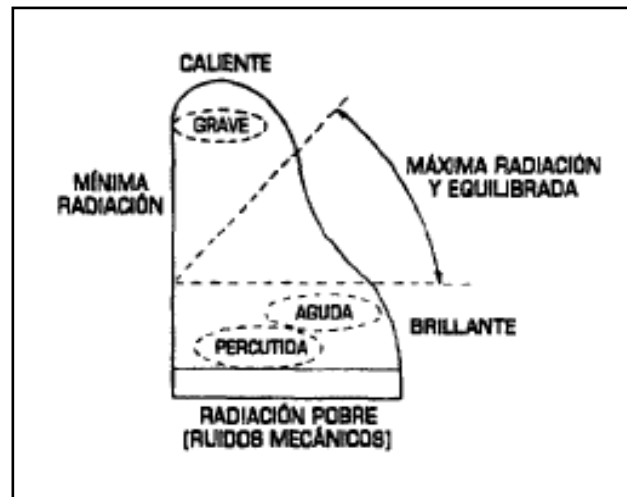 CALIENTE
GRAVE
MÍNIMA
RADIACIÓN
MÁXIMA RADIACIÓN
Y EQUILIBRADA
AGUDA
BRILLANTE
PERCUTIDA
RADIACIÓN POBRE
[RUIDOS MECÁNICOS]